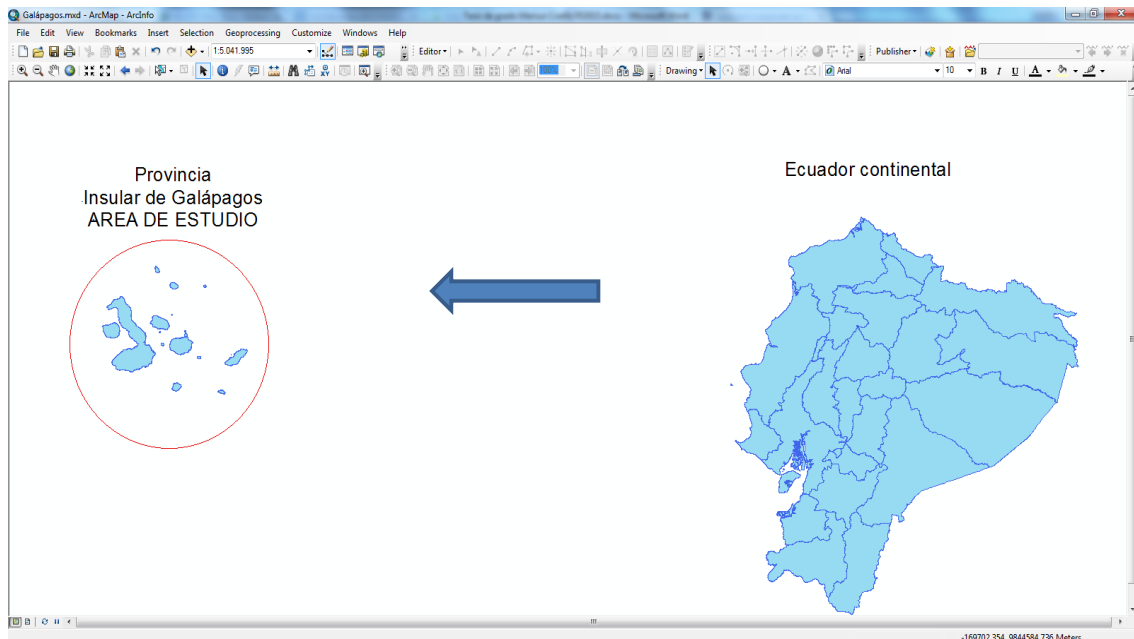 Galápagos.mxd - ArcMap - ArcInfo
File Edit View Bookmarks Insert Selection Geoprocessing Customize Windows Help
1:5.041.995
Editor
Publisher
100%
Drawing
Arial
10
B I U A
Provincia
Insular de Galápagos
AREA DE ESTUDIO
Ecuador continental
-169702,354 9844584,736 Meters